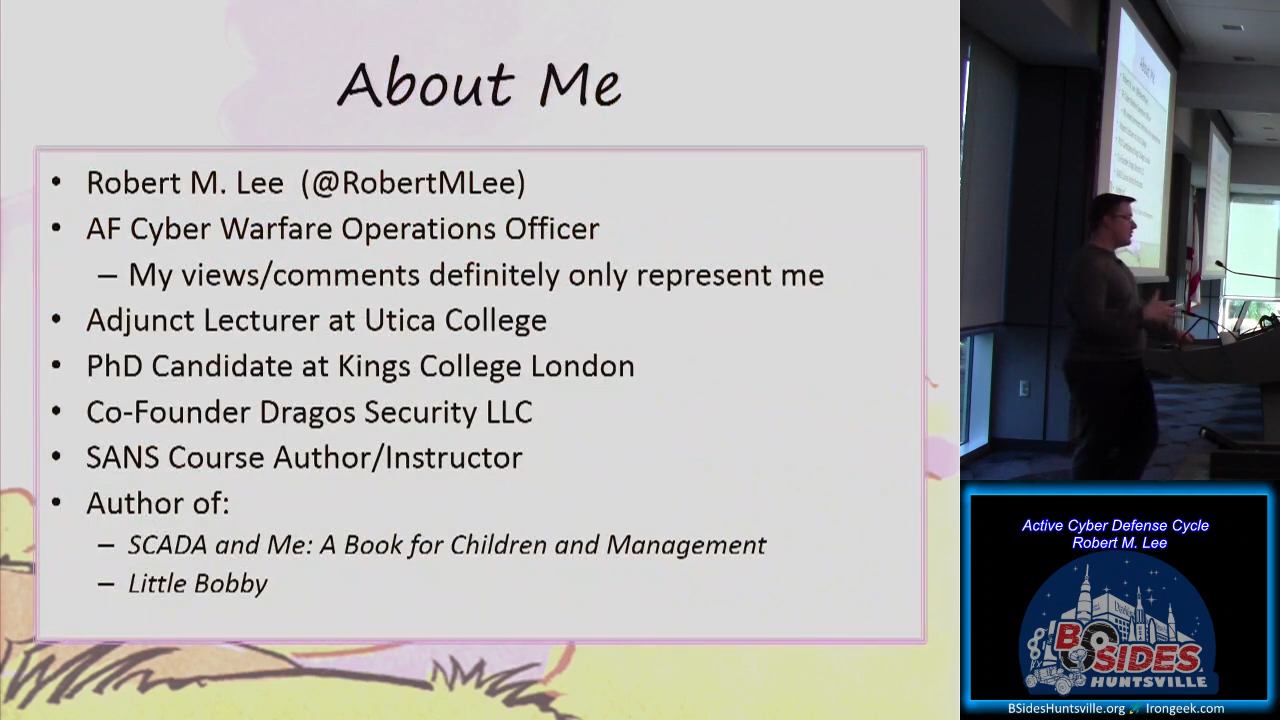 About Me
• Robert M. Lee (@RobertMLee)
• AF Cyber Warfare Operations Officer
– My views/comments definitely only represent me
• Adjunct Lecturer at Utica College
• PhD Candidate at Kings College London
• Co-Founder Dragos Security LLC
• SANS Course Author/Instructor
• Author of:
– SCADA and Me: A Book for Children and Management
– Little Bobby
Active Cyber Defense Cycle
Robert M. Lee
BSIDES
HUNTSVILLE
BSidesHuntsville.org Irongeek.com